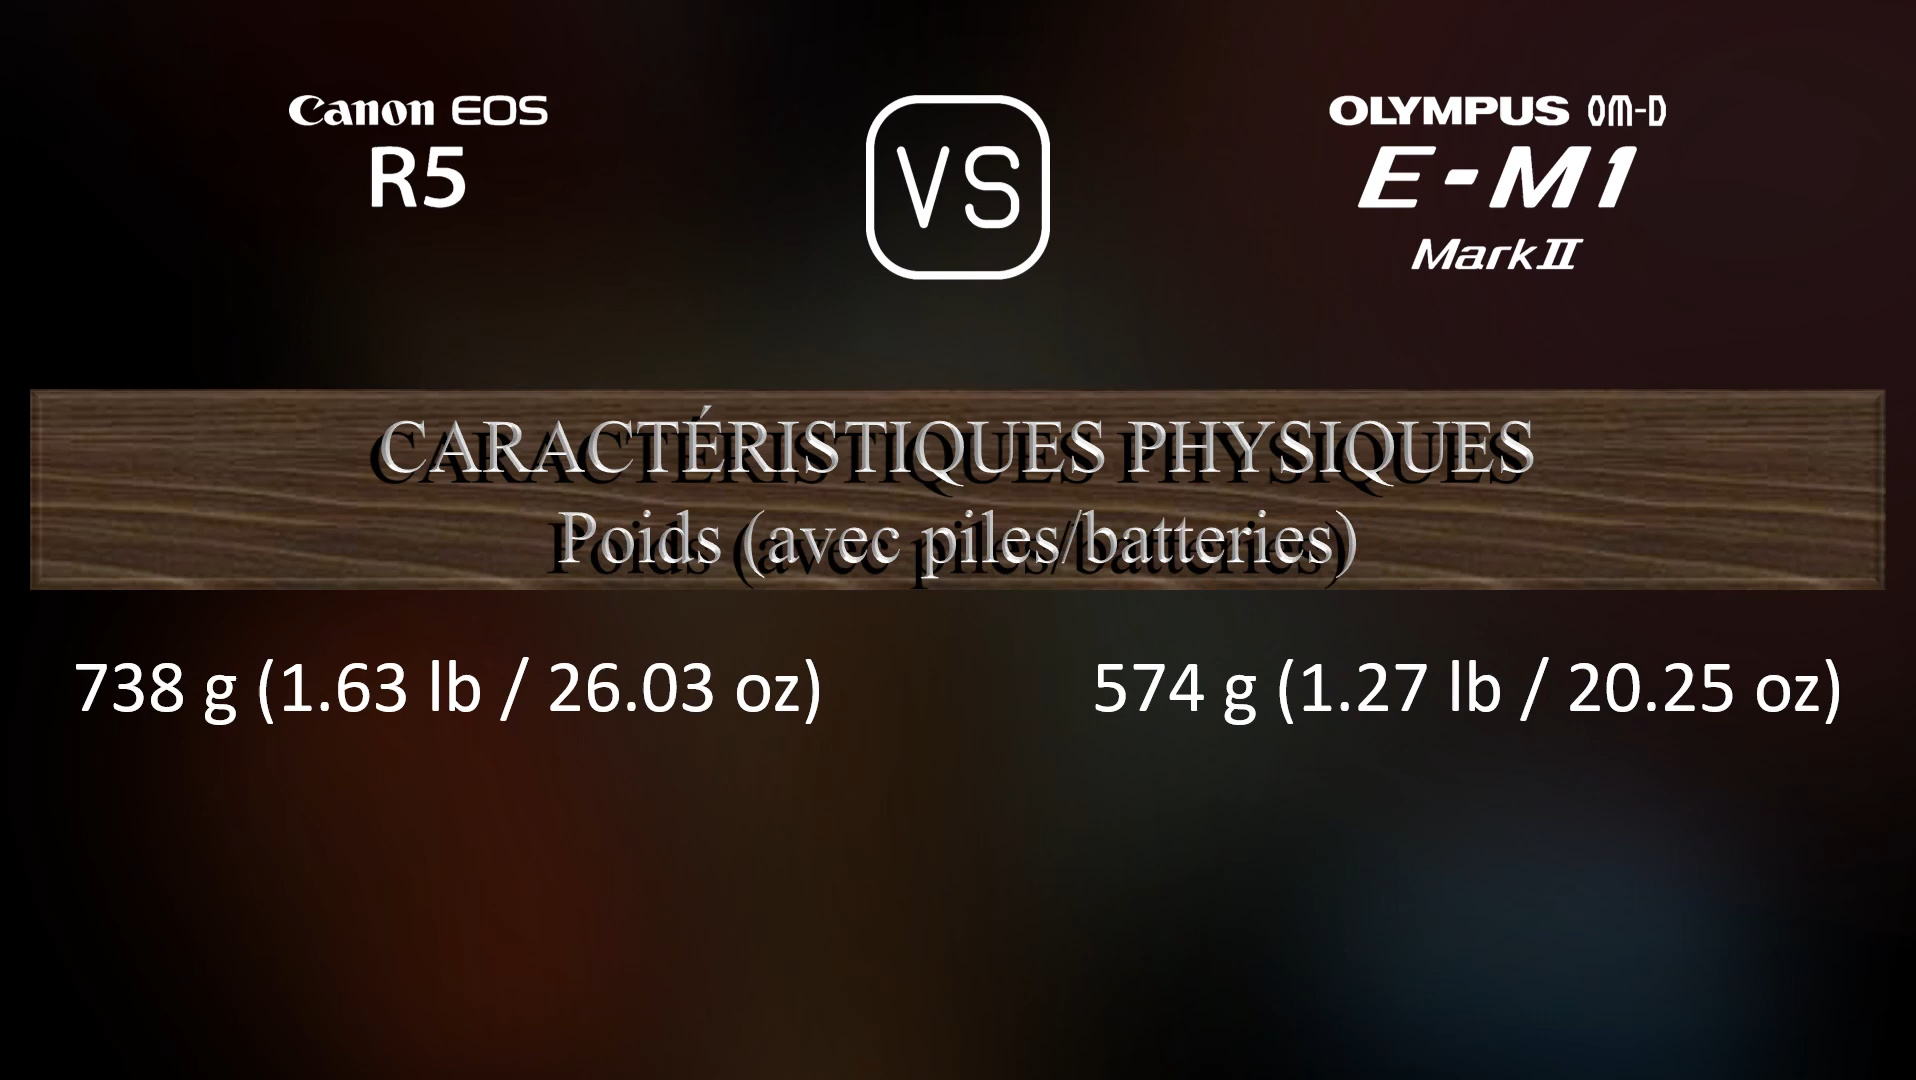 Canon EOS
R5
VS
OLYMPUS OM-D
E-M1
Mark II
CARACTÉRISTIQUES PHYSIQUES
Poids (avec piles/batteries)
738 g (1.63 lb / 26.03 oz)
574 g (1.27 lb / 20.25 oz)